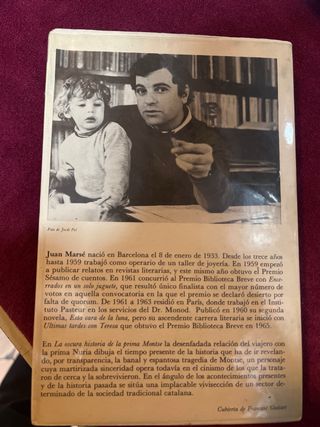 Foto de Jordi Pol
Juan Marsé nació en Barcelona el 8 de enero de 1933. Desde los trece años
hasta 1959 trabajó como operario de un taller de joyería. En 1959 empezó
a publicar relatos en revistas literarias, y este mismo año obtuvo el Premio
Sésamo de cuentos. En 1961 concurrió al Premio Biblioteca Breve con Ence-
rrados en un solo juguete, que resultó finalista con el mayor número de
votos en aquella convocatoria en la que el premio se declaró desierto por
falta de quorum. De 1961 a 1963 residió en París, donde trabajó en el Insti-
tuto Pasteur en los servicios del Dr. Monod. Publicó en 1960 su segunda
novela, Esta cara de la luna, pero su ascendente carrera literaria se inició con
Ultimas tardes con Teresa que obtuvo el Premio Biblioteca Breve en 1965.
En La oscura historia de la prima Montse la desenfadada relación del viajero con
la prima Nuria dibuja el tiempo presente de la historia que ha de ir revelan-
do, por transparencia, la banal y espantosa tragedia de Montse, un personaje
cuya martirizada sinceridad opera todavía en el cinismo de los que la trata-
ron de cerca y la sobrevivieron. En el ángulo de los acontecimientos presentes
y de la historia pasada se sitúa una implacable vivisección de un sector de-
terminado de la sociedad tradicional catalana.
Cubierta de